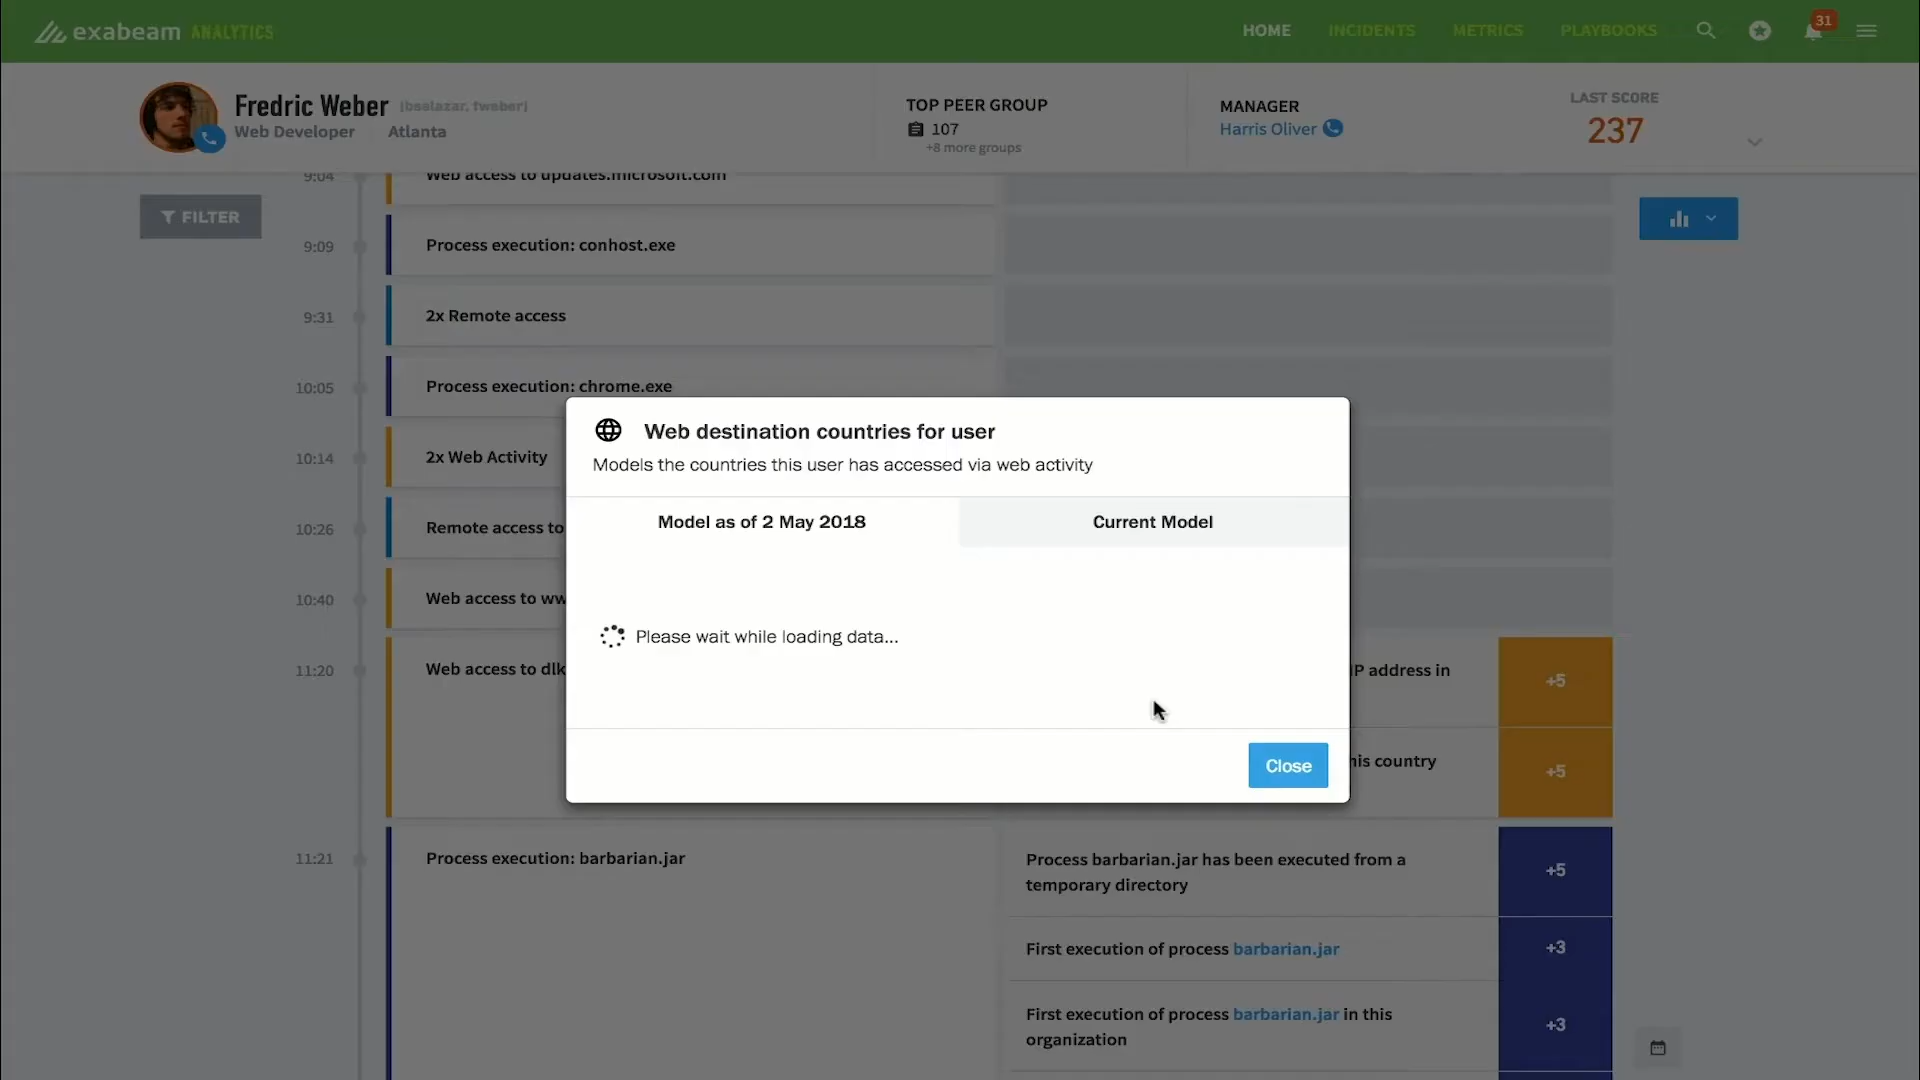 exabeam ANALYTICS
HOME
INCIDENTS
METRICS
PLAYBOOKS
31
Fredric Weber
Web Developer
Atlanta
TOP PEER GROUP
107
+8 more groups
MANAGER
Harris Oliver
LAST SCORE
237
9:04
Web access to updates.microsoft.com
FILTER
9:09
Process execution: conhost.exe
9:31
2x Remote access
10:05
Process execution: chrome.exe
10:14
2x Web Activity
10:26
Remote access to
10:40
Web access to ww
11:20
Web access to dlk
IP address in
+5
his country
+5
Web destination countries for user
Models the countries this user has accessed via web activity
Model as of 2 May 2018
Current Model
Please wait while loading data...
Close
11:21
Process execution: barbarian.jar
Process barbarian.jar has been executed from a
temporary directory
+5
First execution of process barbarian.jar
+3
First execution of process barbarian.jar in this
organization
+3